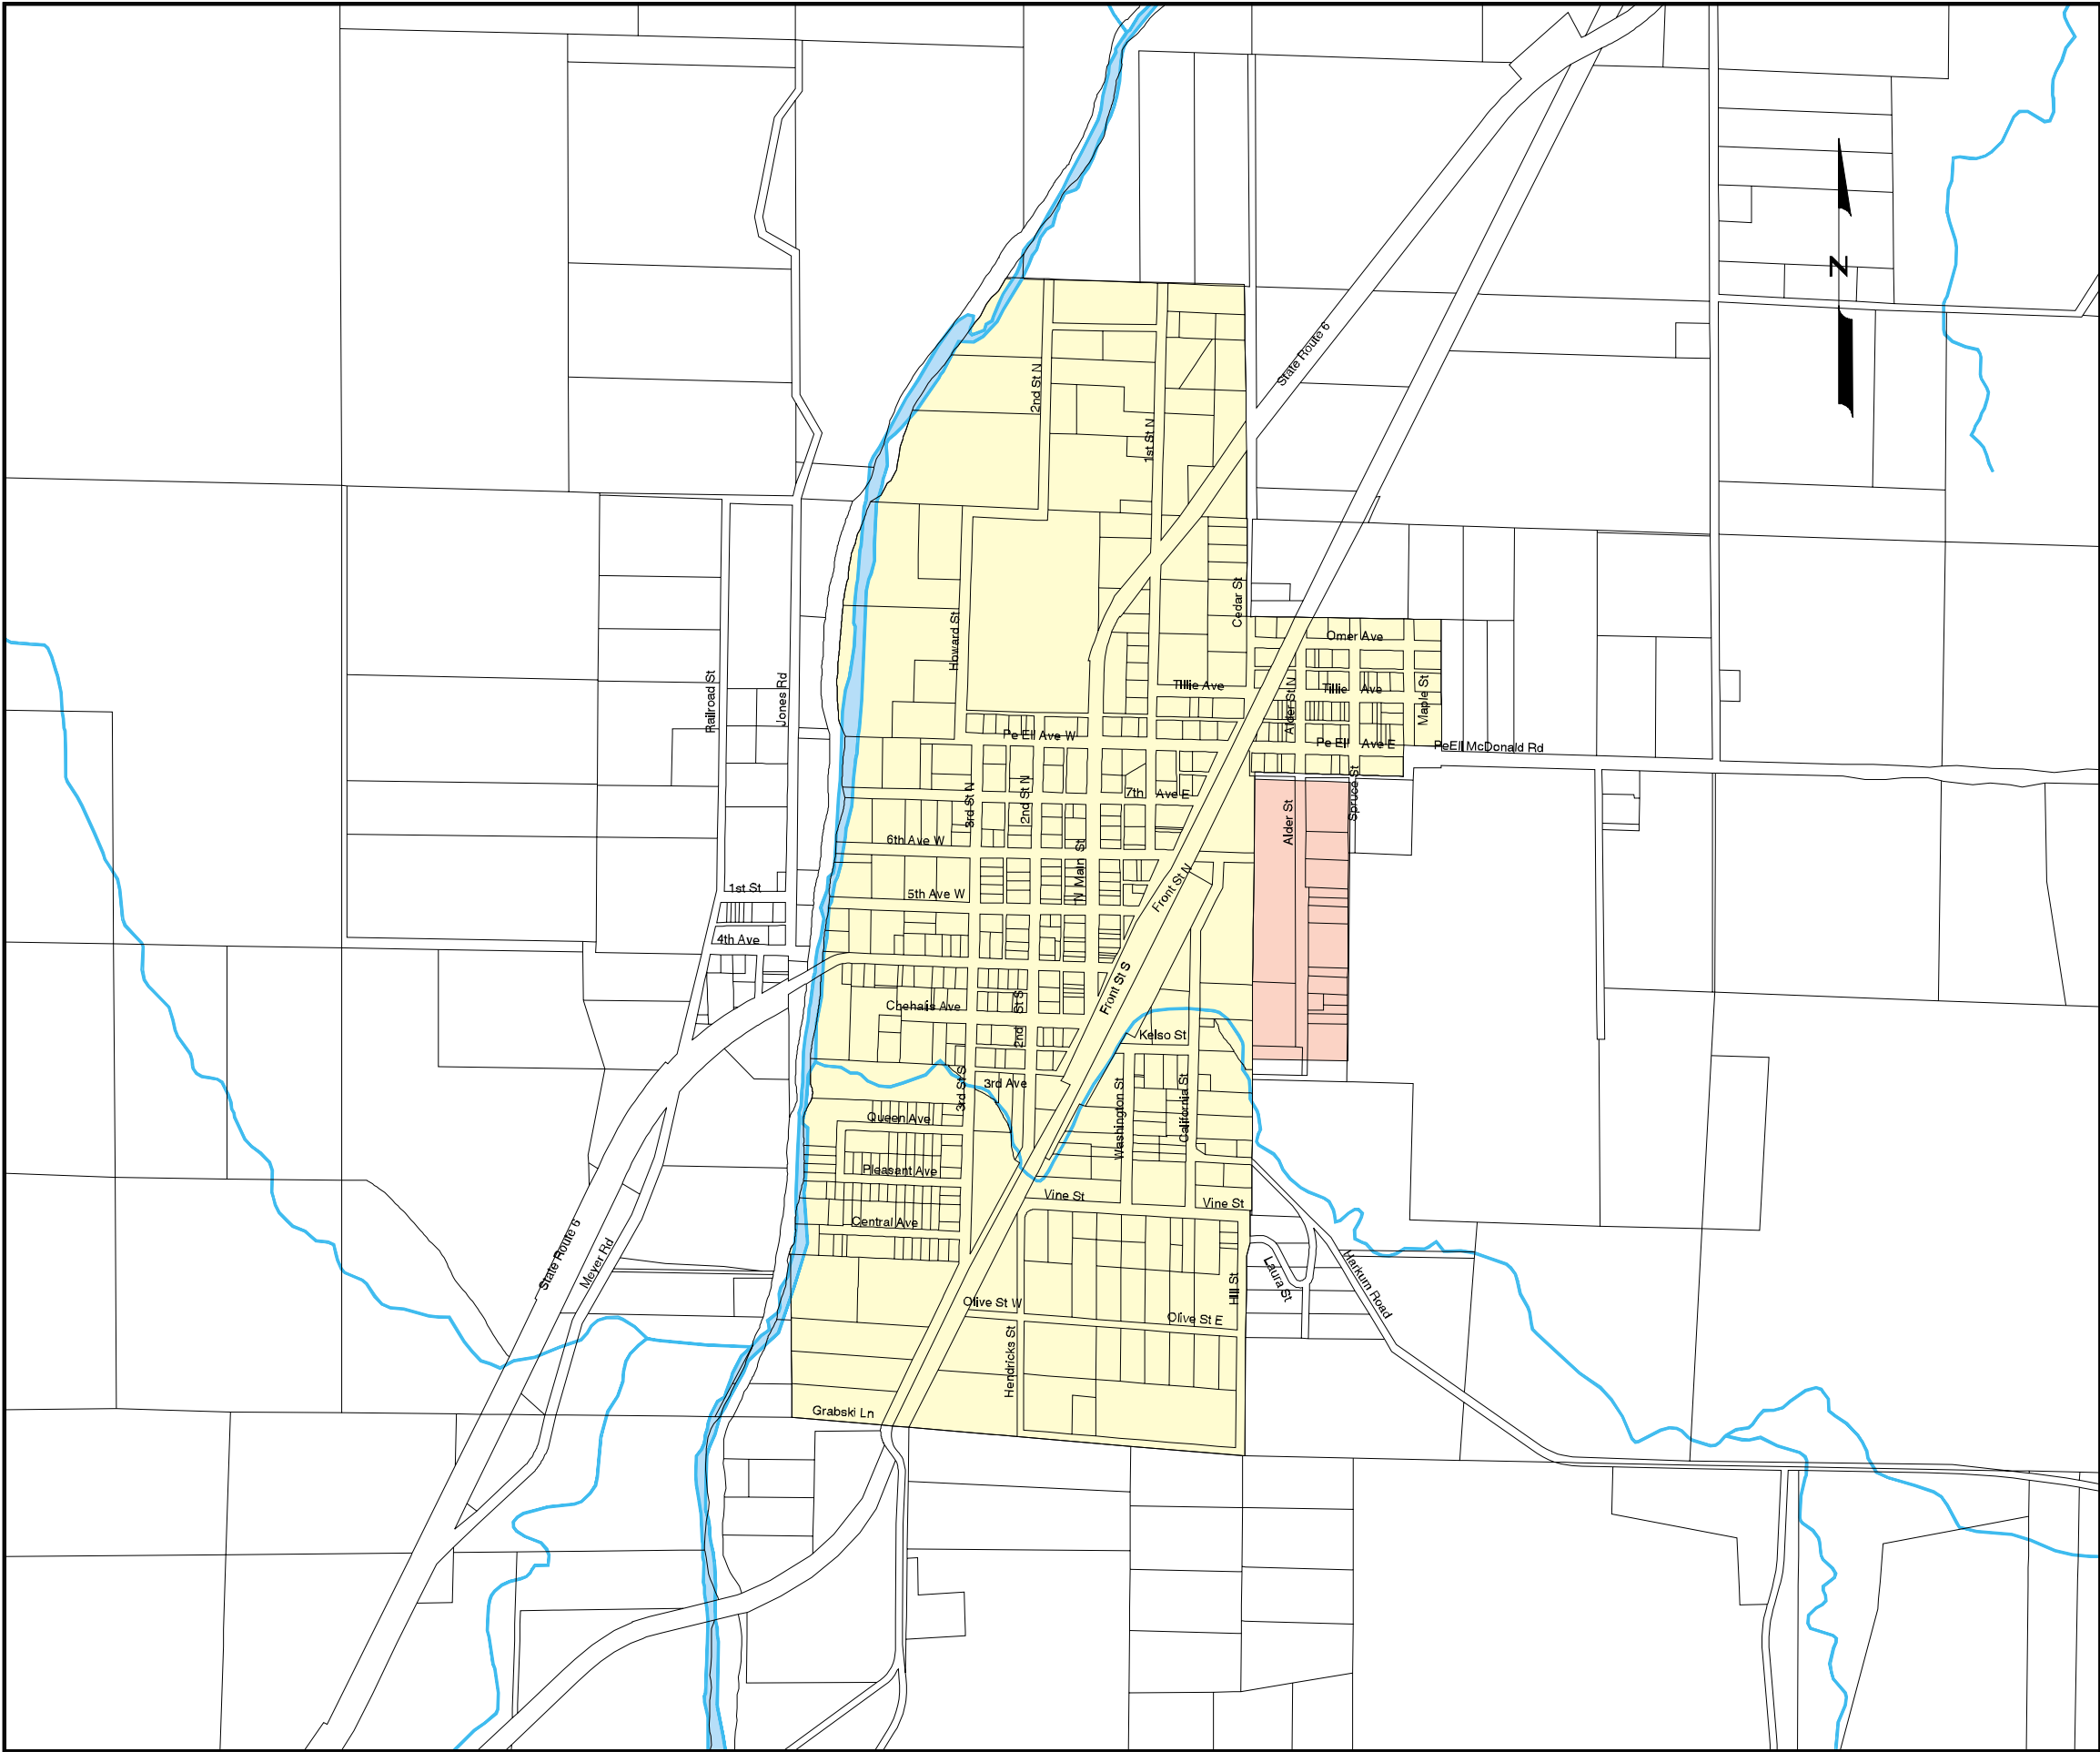 N
State Route 6
2nd St N
1st St N
Cedar St
Howard St
Omer Ave
Railroad St
Jones Rd
Tillie Ave
Alder St N
Tillie Ave
Maple St
Pe Ell Ave W
Pe Ell Ave E
PeEll McDonald Rd
3rd St N
2nd St N
7th Ave E
Alder St
Spruce St
6th Ave W
N Main St
Front St N
1st St
5th Ave W
4th Ave
Front St S
Chehalis Ave
2nd St S
Kelso St
3rd St S
3rd Ave
Washington St
California St
Queen Ave
Pleasant Ave
Vine St
Vine St
Central Ave
State Route 6
Meyer Rd
Hill St
Laura St
Markum Road
Olive St W
Olive St E
Hendricks St
Grabski Ln